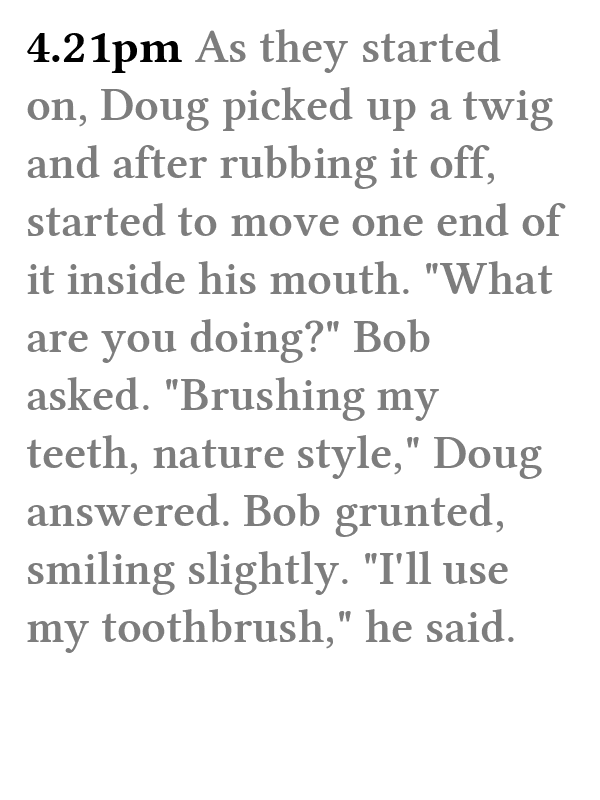 4.21pm As they started
on, Doug picked up a twig
and after rubbing it off,
started to move one end of
it inside his mouth. "What
are you doing?" Bob
asked. "Brushing my
teeth, nature style," Doug
answered. Bob grunted,
smiling slightly. "I'll use
my toothbrush," he said.